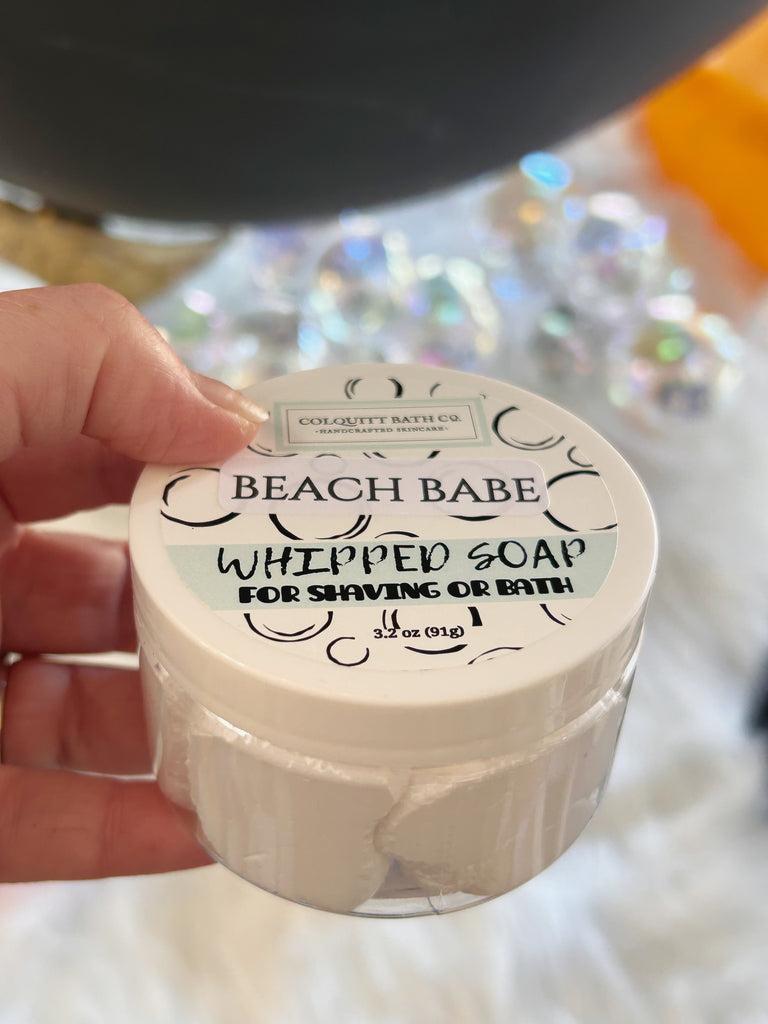 COLQUITT BATH CO.
·HANDCRAFTED SKINCARE·
BEACH BABE
WHIPPED SOAP
FOR SHAVING OR BATH
3.2 oz (91g)